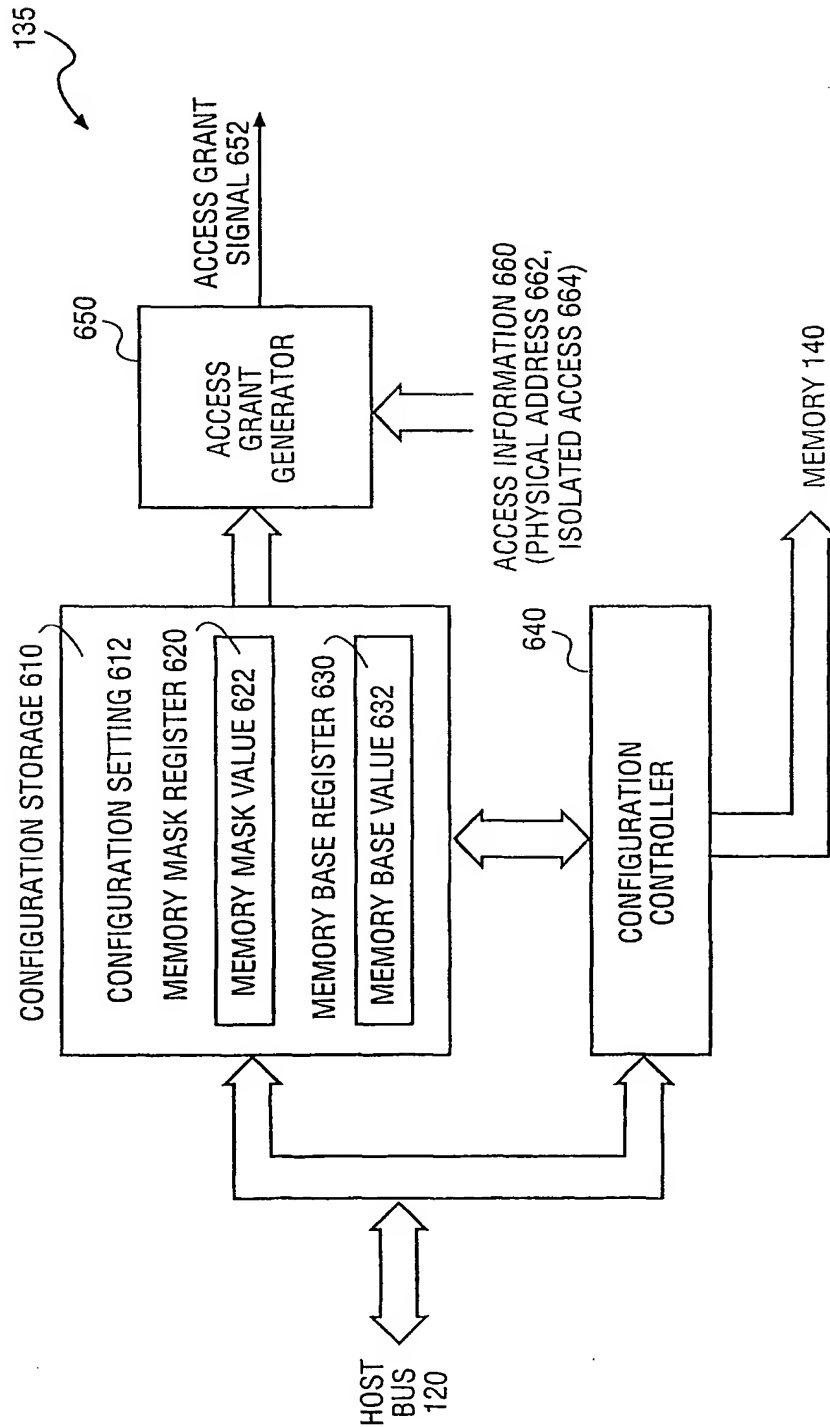 135
CONFIGURATION STORAGE 610
CONFIGURATION SETTING 612
MEMORY MASK REGISTER 620
MEMORY MASK VALUE 622
MEMORY BASE REGISTER 630
MEMORY BASE VALUE 632
650
ACCESS
GRANT
GENERATOR
ACCESS GRANT
SIGNAL 652
ACCESS INFORMATION 660
(PHYSICAL ADDRESS 662,
ISOLATED ACCESS 664)
HOST
BUS
120
640
CONFIGURATION
CONTROLLER
MEMORY 140